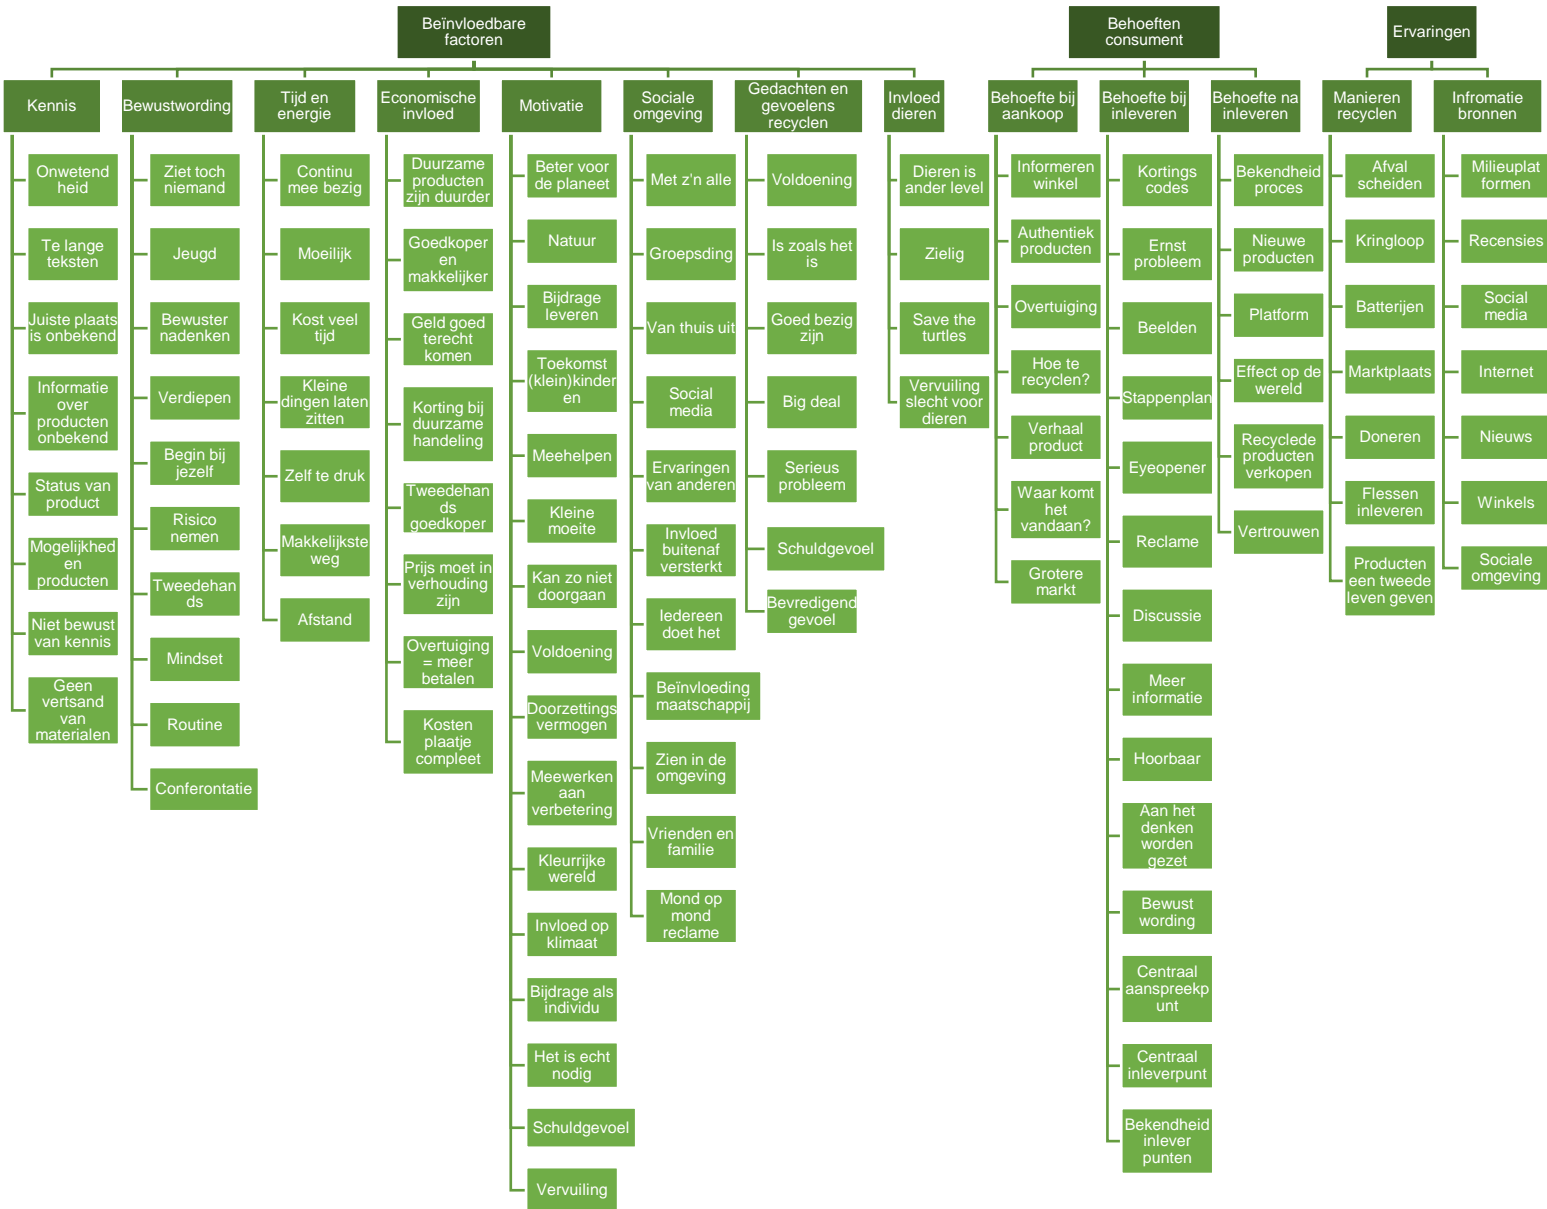 Beïnvloedbare
factoren
Behoeften
consument
Ervaringen
Kennis
Bewustwording
Tijd en
energie
Economische
invloed
Motivatie
Sociale
omgeving
Gedachten en
gevoelens
recyclen
Invloed
dieren
Behoefte bij
aankoop
Behoefte bij
inleveren
Behoefte na
inleveren
Manieren
recyclen
Infromatie
bronnen
Onwetend
heid
Te lange
teksten
Juiste plaats
is onbekend
Informatie
over
producten
onbekend
Status van
product
Mogelijkhed
en
producten
Niet bewust
van kennis
Geen
vertsand
van
materialen
Ziet toch
niemand
Jeugd
Bewuster
nadenken
Verdiepen
Begin bij
jezelf
Risico
nemen
Tweedehan
ds
Mindset
Routine
Conferontatie
Continu
mee bezig
Moeilijk
Kost veel
tijd
Kleine
dingen laten
zitten
Zelf te druk
Makkelijkste
weg
Afstand
Duurzame
producten
zijn duurder
Goedkoper
en
makkelijker
Geld goed
terecht
komen
Korting bij
duurzame
handeling
Tweedehan
ds
goedkoper
Prijs moet in
verhouding
zijn
Overtuiging
= meer
betalen
Kosten
plaatje
compleet
Beter voor
de planeet
Natuur
Bijdrage
leveren
Toekomst
(klein)kinder
en
Meehelpen
Kleine
moeite
Kan zo niet
doorgaan
Voldoening
Doorzettings
vermogen
Meewerken
aan
verbetering
Kleurrijke
wereld
Invloed op
klimaat
Bijdrage als
individu
Het is echt
nodig
Schuldgevoel
Vervuiling
Met z'n alle
Groepsding
Van thuis uit
Social
media
Ervaringen
van anderen
Invloed
buitenaf
versterkt
Iedereen
doet het
Beïnvloeding
maatschappij
Zien in de
omgeving
Vrienden en
familie
Mond op
mond
reclame
Voldoening
Is zoals het
is
Goed bezig
zijn
Big deal
Serieus
probleem
Schuldgevoel
Bevredigend
gevoel
Dieren is
ander level
Zielig
Save the
turtles
Vervuiling
slecht voor
dieren
Informeren
winkel
Authentiek
producten
Overtuiging
Hoe te
recyclen?
Verhaal
product
Waar komt
het
vandaan?
Grotere
markt
Kortings
codes
Ernst
probleem
Beelden
Stappenplan
Eyeopener
Reclame
Discussie
Meer
informatie
Hoorbaar
Aan het
denken
worden
gezet
Bewust
wording
Centraal
aanspreekp
unt
Centraal
inleverpunt
Bekendheid
inlever
punten
Bekendheid
proces
Nieuwe
producten
Platform
Effect op de
wereld
Recyclede
producten
verkopen
Vertrouwen
Afval
scheiden
Kringloop
Batterijen
Marktplaats
Doneren
Flessen
inleveren
Producten
een tweede
leven geven
Milieuplat
formen
Recensies
Social
media
Internet
Nieuws
Winkels
Sociale
omgeving